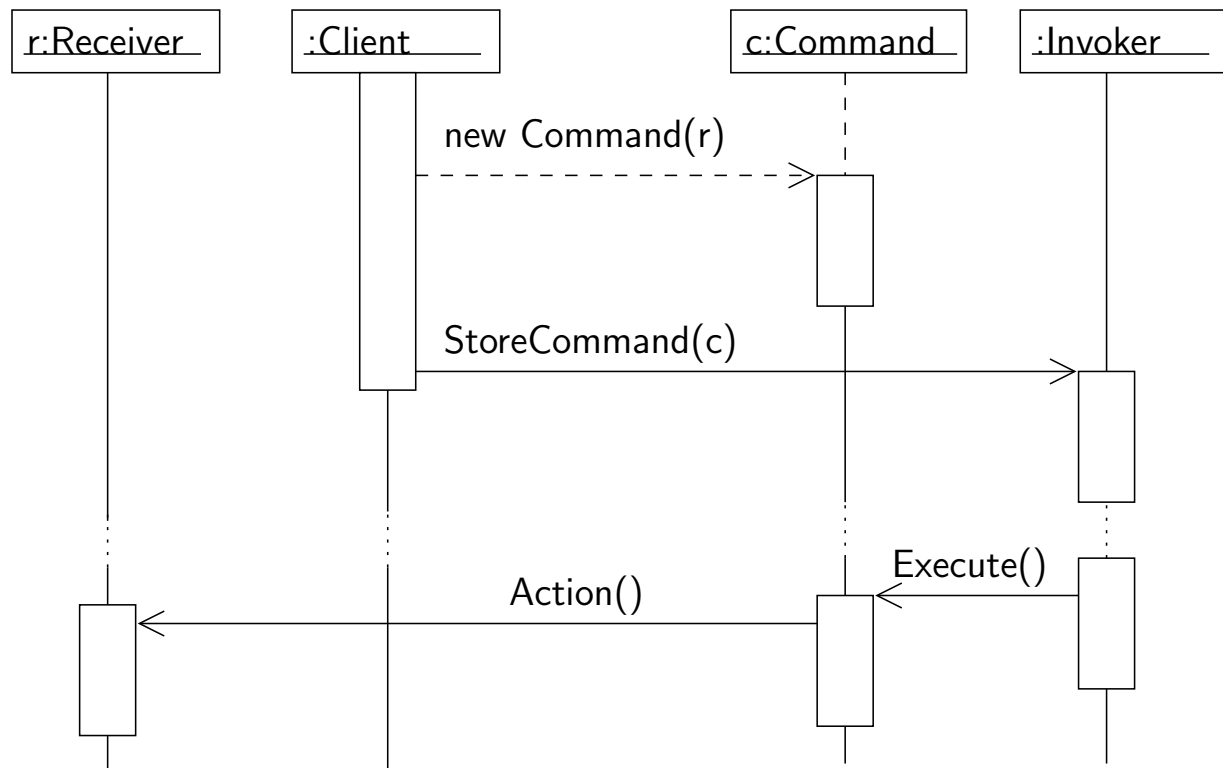 r:Receiver
:Client
c:Command
:Invoker
new Command(r)
StoreCommand(c)
Execute()
Action()